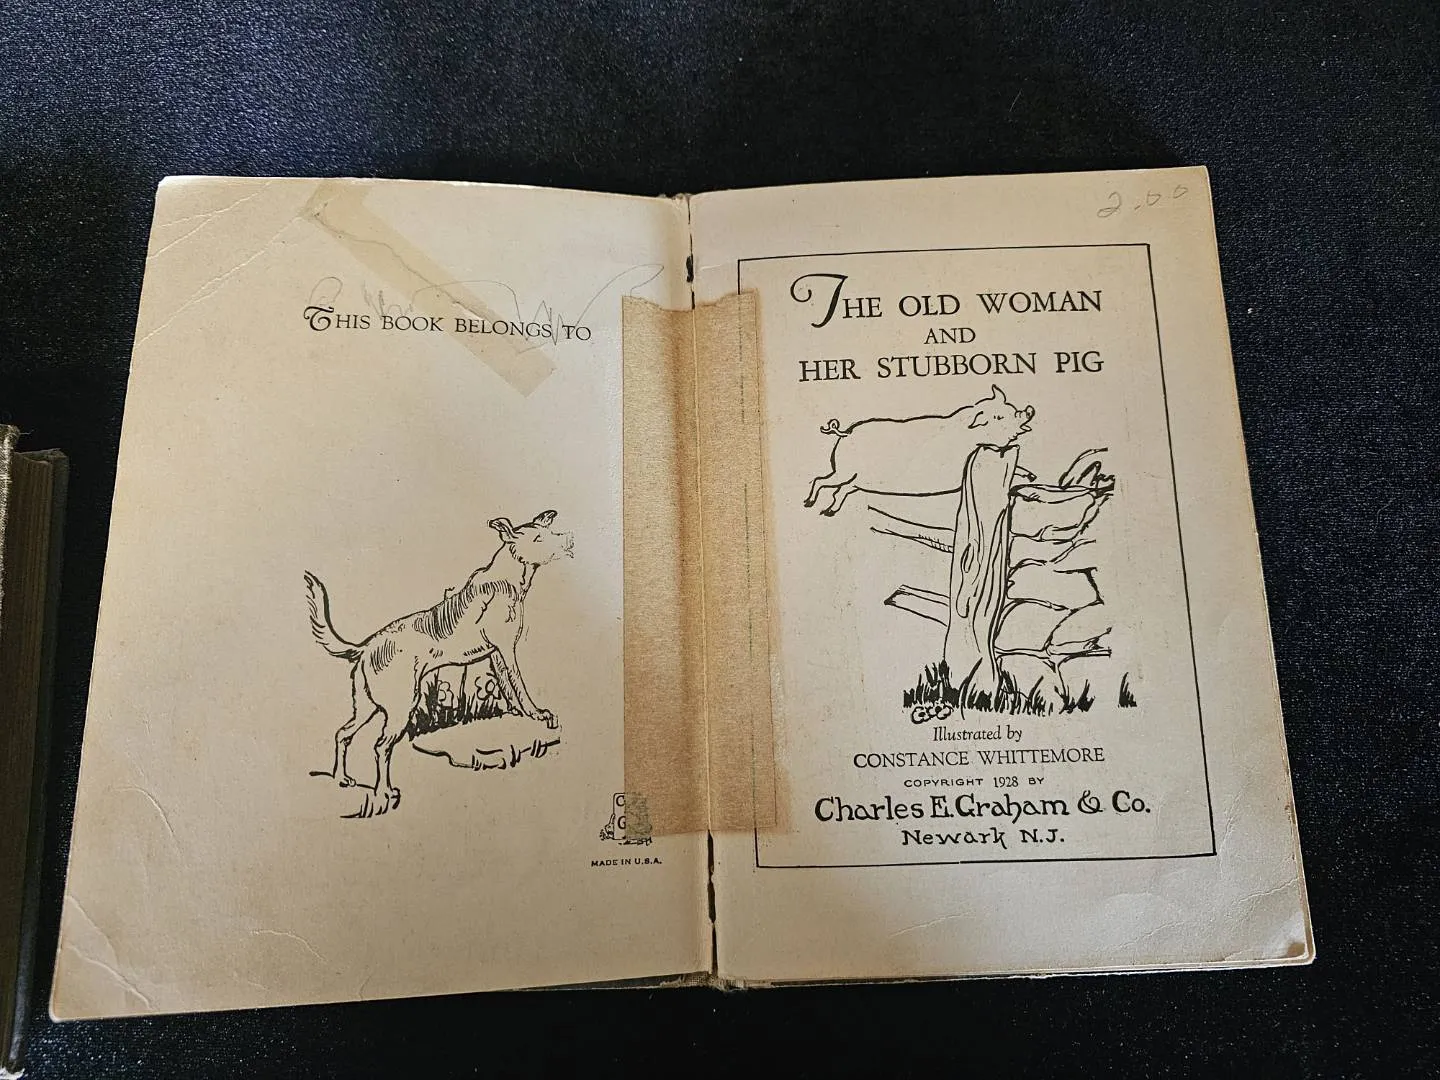 THIS BOOK BELONGS TO
C
G
MADE IN U.S.A.
2.00
THE OLD WOMAN
AND
HER STUBBORN PIG
Illustrated by
CONSTANCE WHITTEMORE
COPYRIGHT 1928 BY
Charles E. Graham & Co.
Newark N.J.